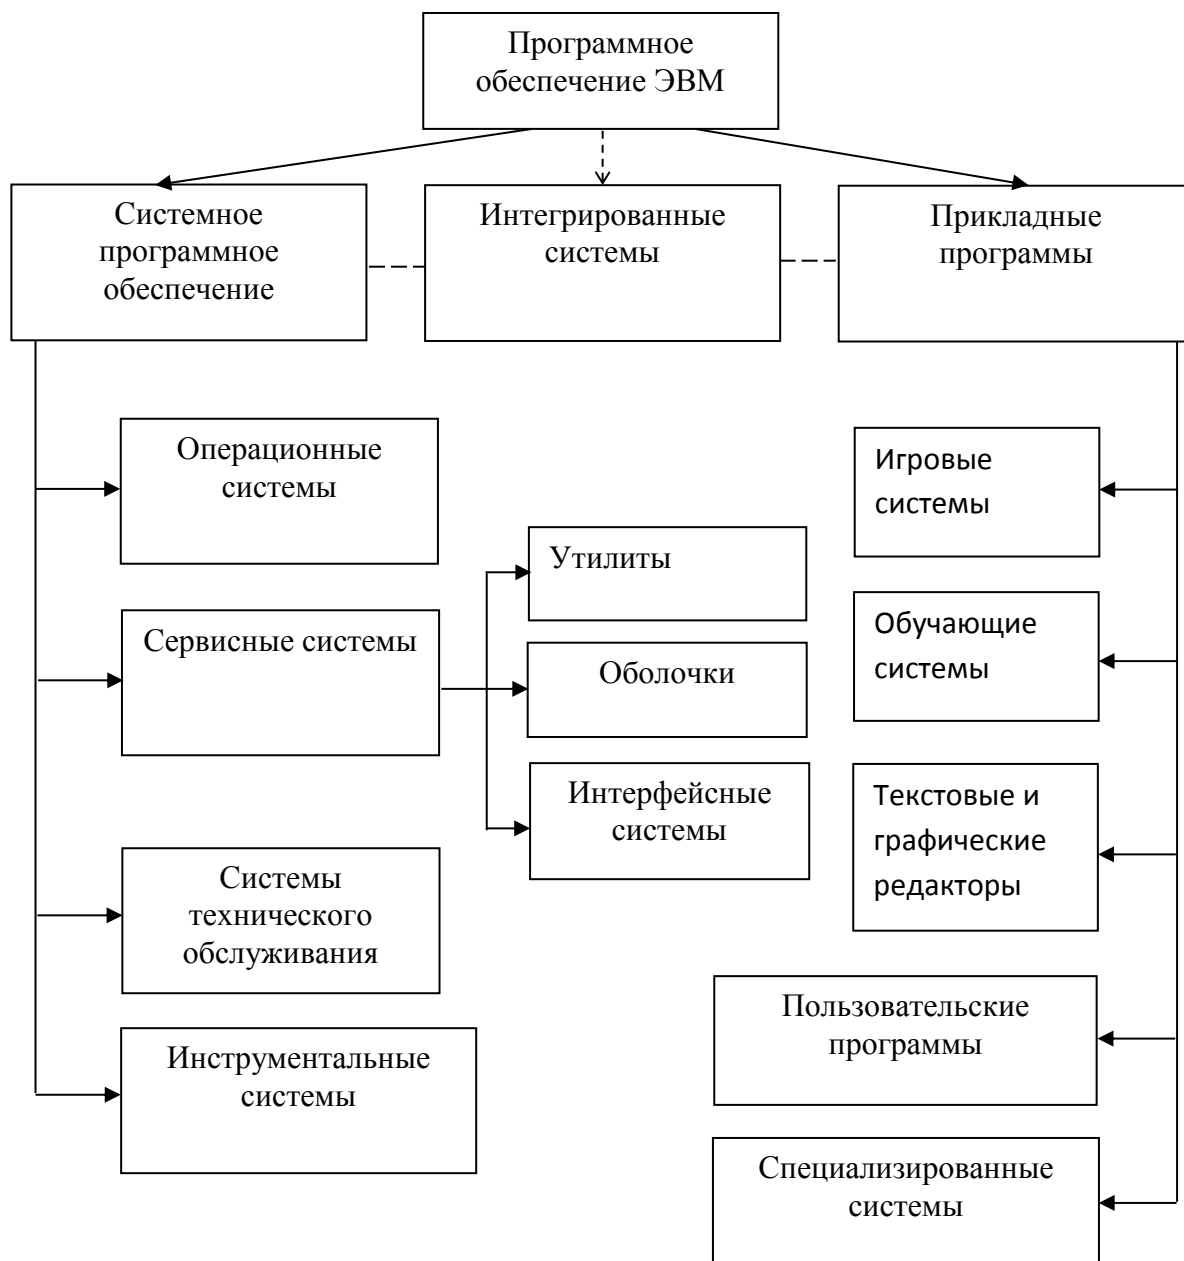 Программное
обеспечение ЭВМ
Системное
программное
обеспечение
Интегрированные
системы
Прикладные
программы
Операционные
системы
Сервисные системы
Системы
технического
обслуживания
Инструментальные
системы
Утилиты
Оболочки
Интерфейсные
системы
Игровые
системы
Обучающие
системы
Текстовые и
графические
редакторы
Пользовательские
программы
Специализированные
системы